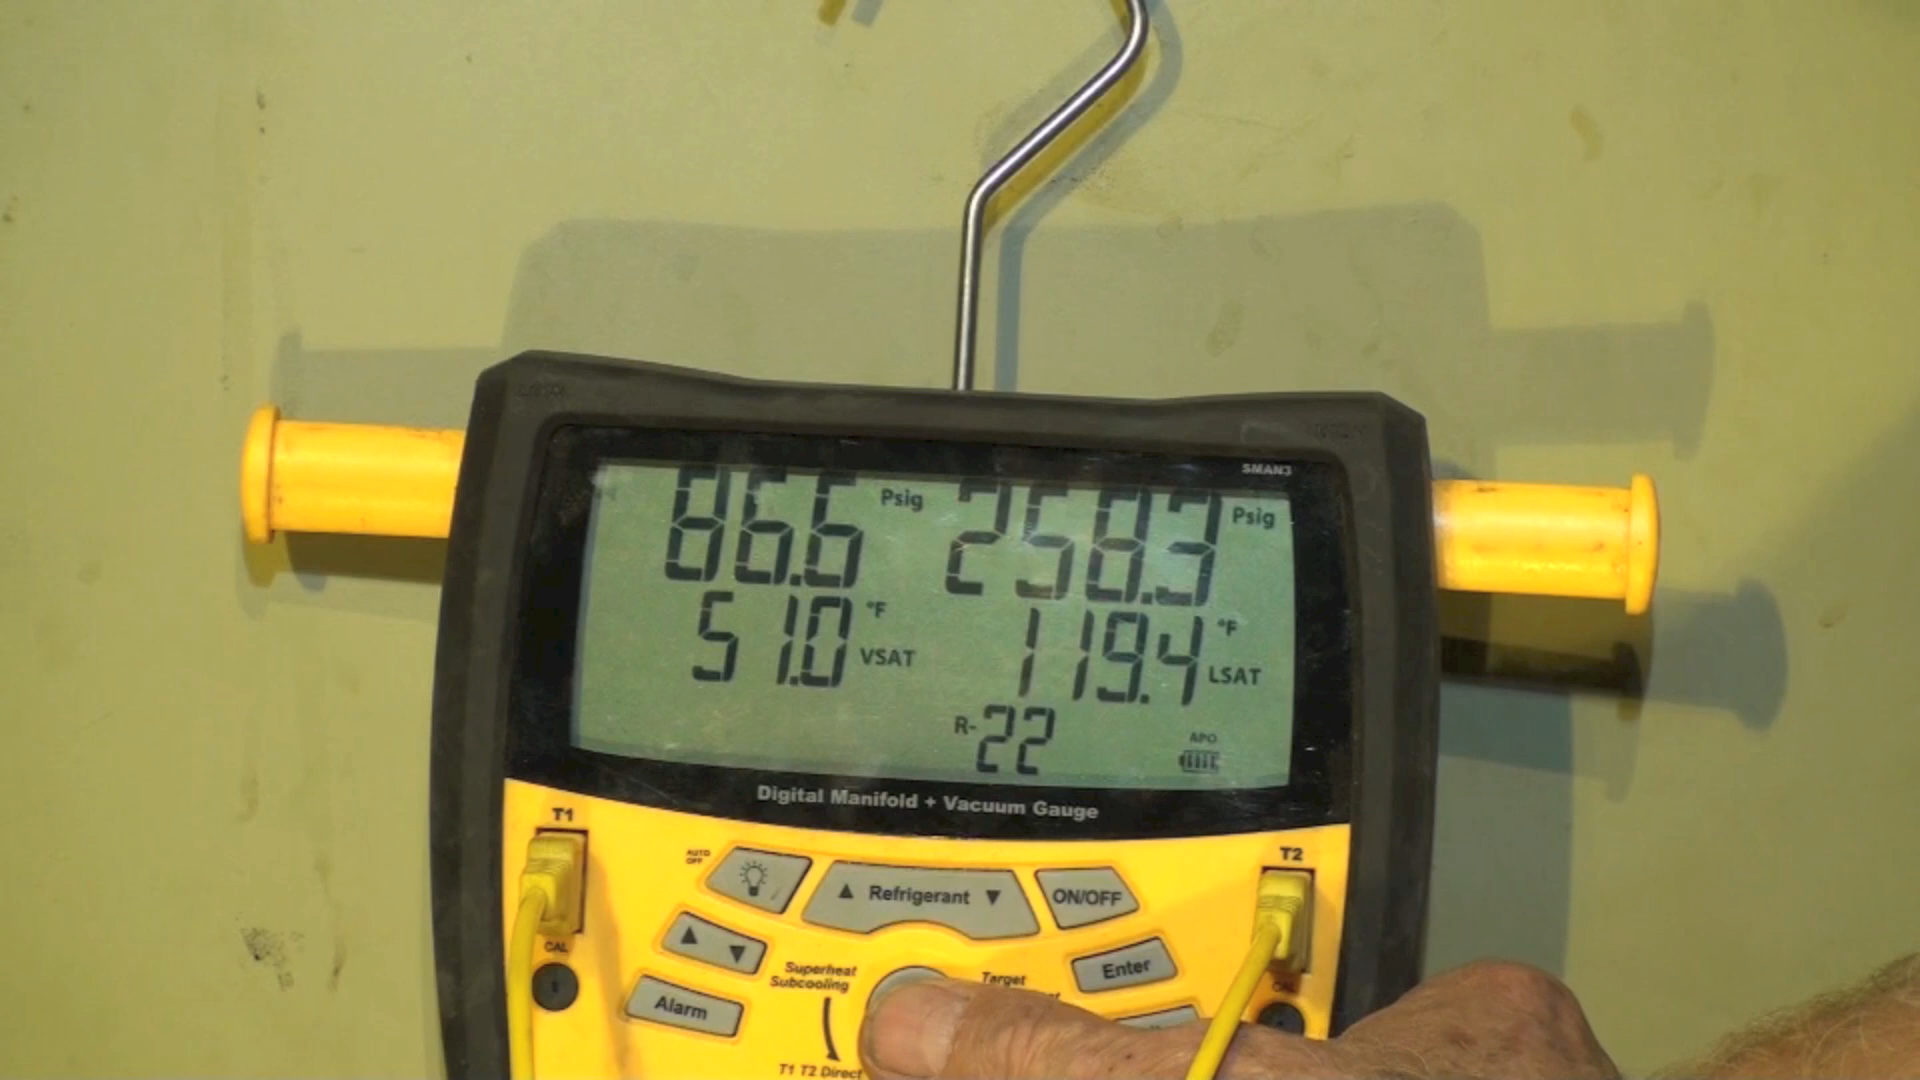 SMAN3
86.6 Psig 258.3 Psig
51.0 °F VSAT 119.4 °F LSAT
R-22
APO
Digital Manifold + Vacuum Gauge
T1
T2
AUTO OFF
▲ Refrigerant ▼
ON/OFF
▲ ▼
Enter
CAL
CAL
Superheat
Subcooling
Target
Alarm
T1 T2 Direct